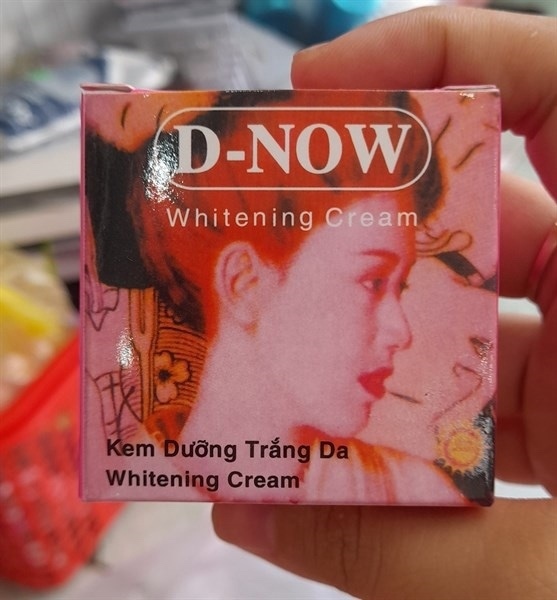 D-NOW
Whitening Cream
Kem Dưỡng Trắng Da
Whitening Cream